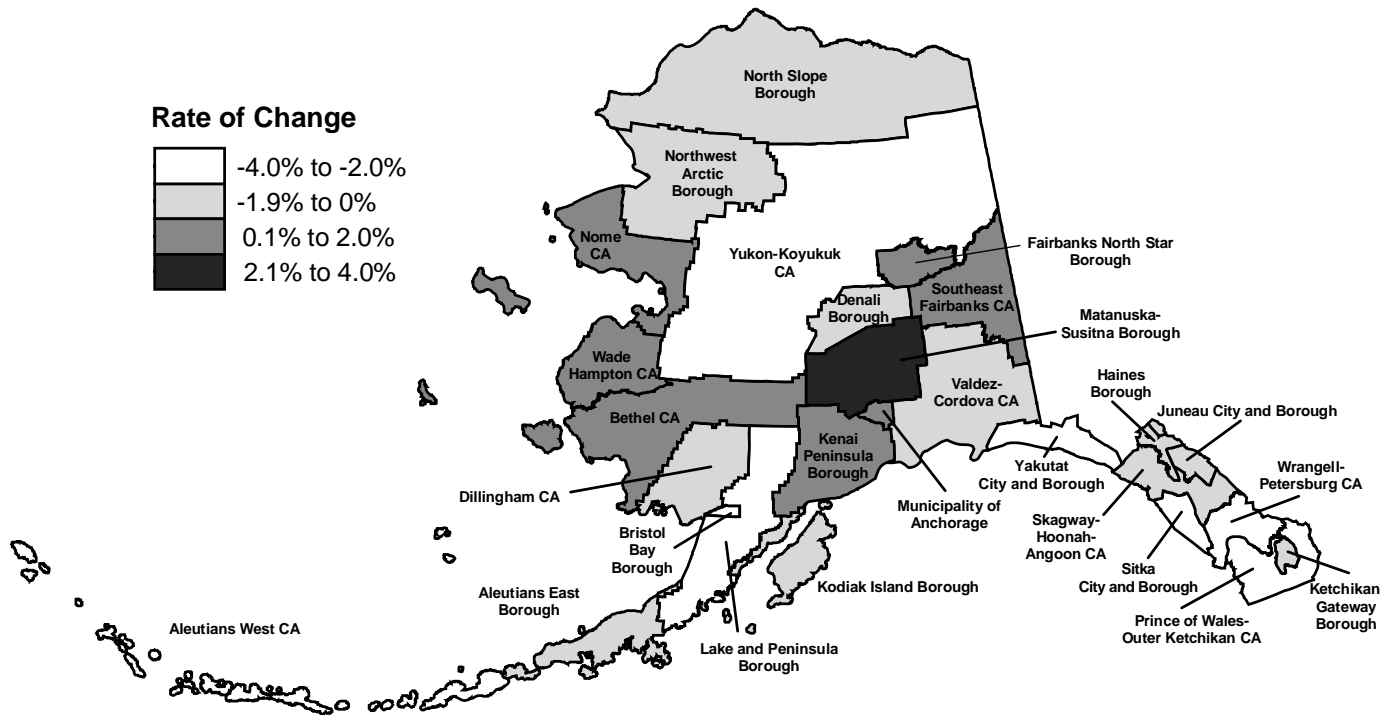 North Slope
Borough
Rate of Change
-4.0% to -2.0%
-1.9% to 0%
0.1% to 2.0%
2.1% to 4.0%
Northwest
Arctic
Borough
Nome
CA
Yukon-Koyukuk
CA
Fairbanks North Star
Borough
Denali
Borough
Southeast
Fairbanks CA
Matanuska-
Susitna Borough
Wade
Hampton CA
Valdez-
Cordova CA
Haines
Borough
Juneau City and Borough
Bethel CA
Kenai
Peninsula
Borough
Yakutat
City and Borough
Wrangell-
Petersburg CA
Dillingham CA
Municipality of
Anchorage
Skagway-
Hoonah-
Angoon CA
Bristol
Bay
Borough
Sitka
City and Borough
Kodiak Island Borough
Ketchikan
Gateway
Borough
Aleutians East
Borough
Prince of Wales-
Outer Ketchikan CA
Aleutians West CA
Lake and Peninsula
Borough